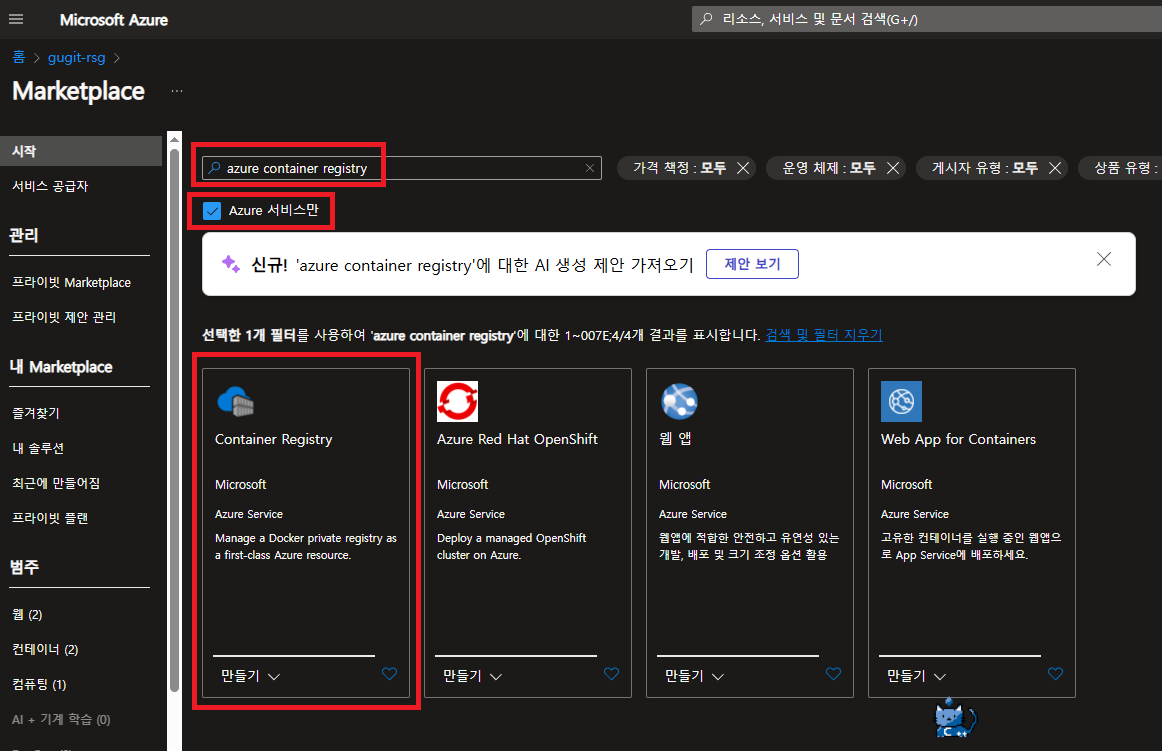 Microsoft Azure
리소스, 서비스 및 문서 검색(G+/)
홈 > gugit-rsg >
Marketplace ...
시작
서비스 공급자
관리
프라이빗 Marketplace
프라이빗 제안 관리
내 Marketplace
즐겨찾기
내 솔루션
최근에 만들어짐
프라이빗 플랜
범주
웹 (2)
컨테이너 (2)
컴퓨팅 (1)
AI + 기계 학습 (0)
azure container registry
가격 책정 : 모두
운영 체제 : 모두
게시자 유형 : 모두
상품 유형 :
Azure 서비스만
신규! 'azure container registry'에 대한 AI 생성 제안 가져오기
제안 보기
선택한 1개 필터를 사용하여 'azure container registry'에 대한 1~007E;4/4개 결과를 표시합니다. 검색 및 필터 지우기
Container Registry
Microsoft
Azure Service
Manage a Docker private registry as
a first-class Azure resource.
만들기
Azure Red Hat OpenShift
Microsoft
Azure Service
Deploy a managed OpenShift
cluster on Azure.
만들기
웹 앱
Microsoft
Azure Service
웹앱에 적합한 안전하고 유연성 있는
개발, 배포 및 크기 조정 옵션 활용
만들기
Web App for Containers
Microsoft
Azure Service
고유한 컨테이너를 실행 중인 웹앱으
로 App Service에 배포하세요.
만들기
C++